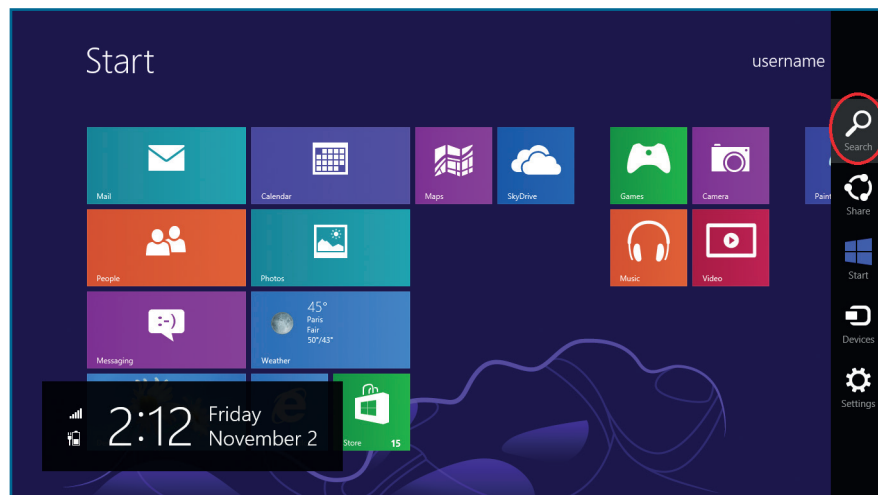 Start
username
Search
Mail
Calendar
Maps
SkyDrive
Games
Camera
Paint
Share
People
Photos
Music
Video
Start
45°
Paris
Fair
50°/43°
Messaging
Weather
Devices
2:12
Friday
November 2
Store
15
Settings